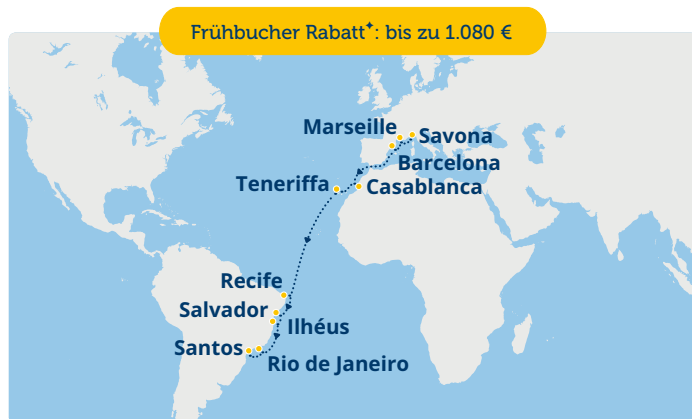 Frühbucher Rabatt✦: bis zu 1.080 €
Marseille
Savona
Barcelona
Teneriffa
Casablanca
Recife
Salvador
Ilhéus
Santos
Rio de Janeiro